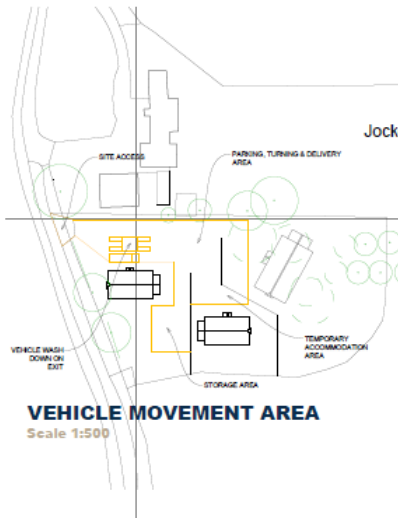 Jock
SITE ACCESS
PARKING, TURNING & DELIVERY
AREA
VEHICLE WASH
DOWN ON
EXIT
TEMPORARY
ACCOMMODATION
AREA
STORAGE AREA
VEHICLE MOVEMENT AREA
Scale 1:500